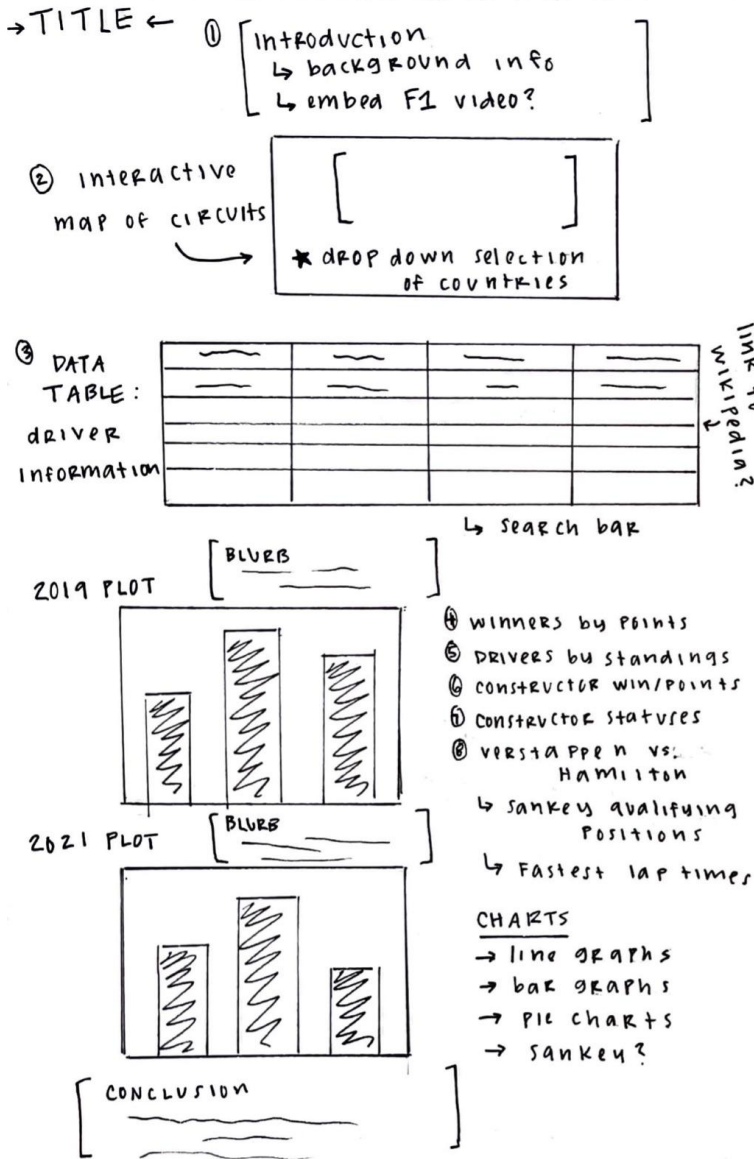 → TITLE ←
① [Introduction
↳ background info
↳ embed F1 video?
② Interactive
map of circuits
★ drop down selection
of countries
③ DATA
TABLE:
driver
information
link to
wikipedia?
↳ search bar
BLURB
2019 PLOT
④ winners by points
⑤ Drivers by standings
⑥ constructor win/points
⑦ constructor statuses
⑧ verstappen vs.
Hamilton
↳ sankey qualifying
positions
↳ Fastest lap times
2021 PLOT
BLURB
CHARTS
→ line graphs
→ bar graphs
→ pie charts
→ sankey?
CONCLUSION